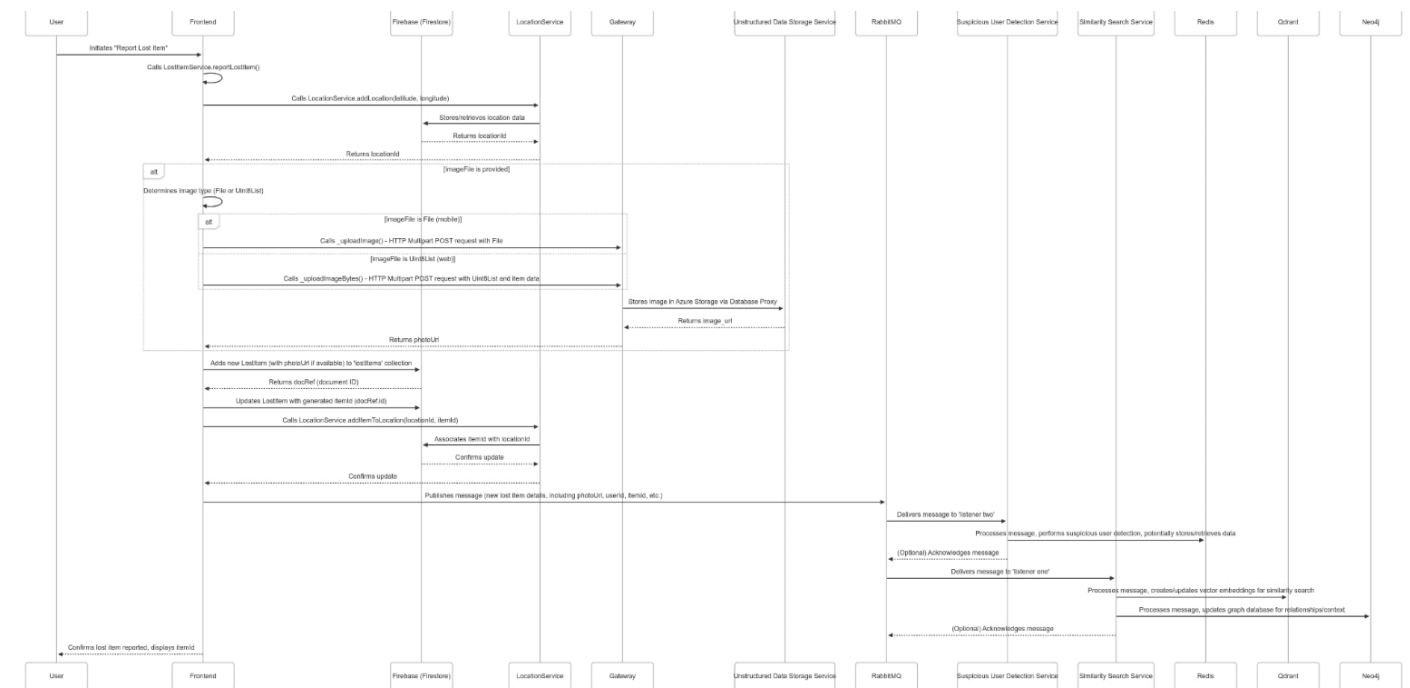 User
Frontend
Firebase (Firestore)
LocationService
Gateway
Unstructured Data Storage Service
RabbitMQ
Suspicious User Detection Service
Similarity Search Service
Redis
Qdrant
Neo4j
Initiates "Report Lost Item"
Calls LostItemService.reportLostItem()
Calls LocationService.addLocation(latitude, longitude)
Stores/retrieves location data
Returns locationId
Returns locationId
alt
[imageFile is provided]
Determines image type (File or Uint8List)
alt
[imageFile is File (mobile)]
Calls _uploadImage() - HTTP Multipart POST request with File
[imageFile is Uint8List (web)]
Calls _uploadImageBytes() - HTTP Multipart POST request with Uint8List and item data
Stores image in Azure Storage via Database Proxy
Returns image_url
Returns photoUrl
Adds new LostItem (with photoUrl if available) to 'lostItems' collection
Returns docRef (document ID)
Updates LostItem with generated itemId (docRef.id)
Calls LocationService.addItemToLocation(locationId, itemId)
Associates itemId with locationId
Confirms update
Confirms update
Publishes message (new lost item details, including photoUrl, userId, itemId, etc.)
Delivers message to 'listener two'
Processes message, performs suspicious user detection, potentially stores/retrieves data
(Optional) Acknowledges message
Delivers message to 'listener one'
Processes message, creates/updates vector embeddings for similarity search
Processes message, updates graph database for relationships/context
(Optional) Acknowledges message
Confirms lost item reported, displays itemId
User
Frontend
Firebase (Firestore)
LocationService
Gateway
Unstructured Data Storage Service
RabbitMQ
Suspicious User Detection Service
Similarity Search Service
Redis
Qdrant
Neo4j